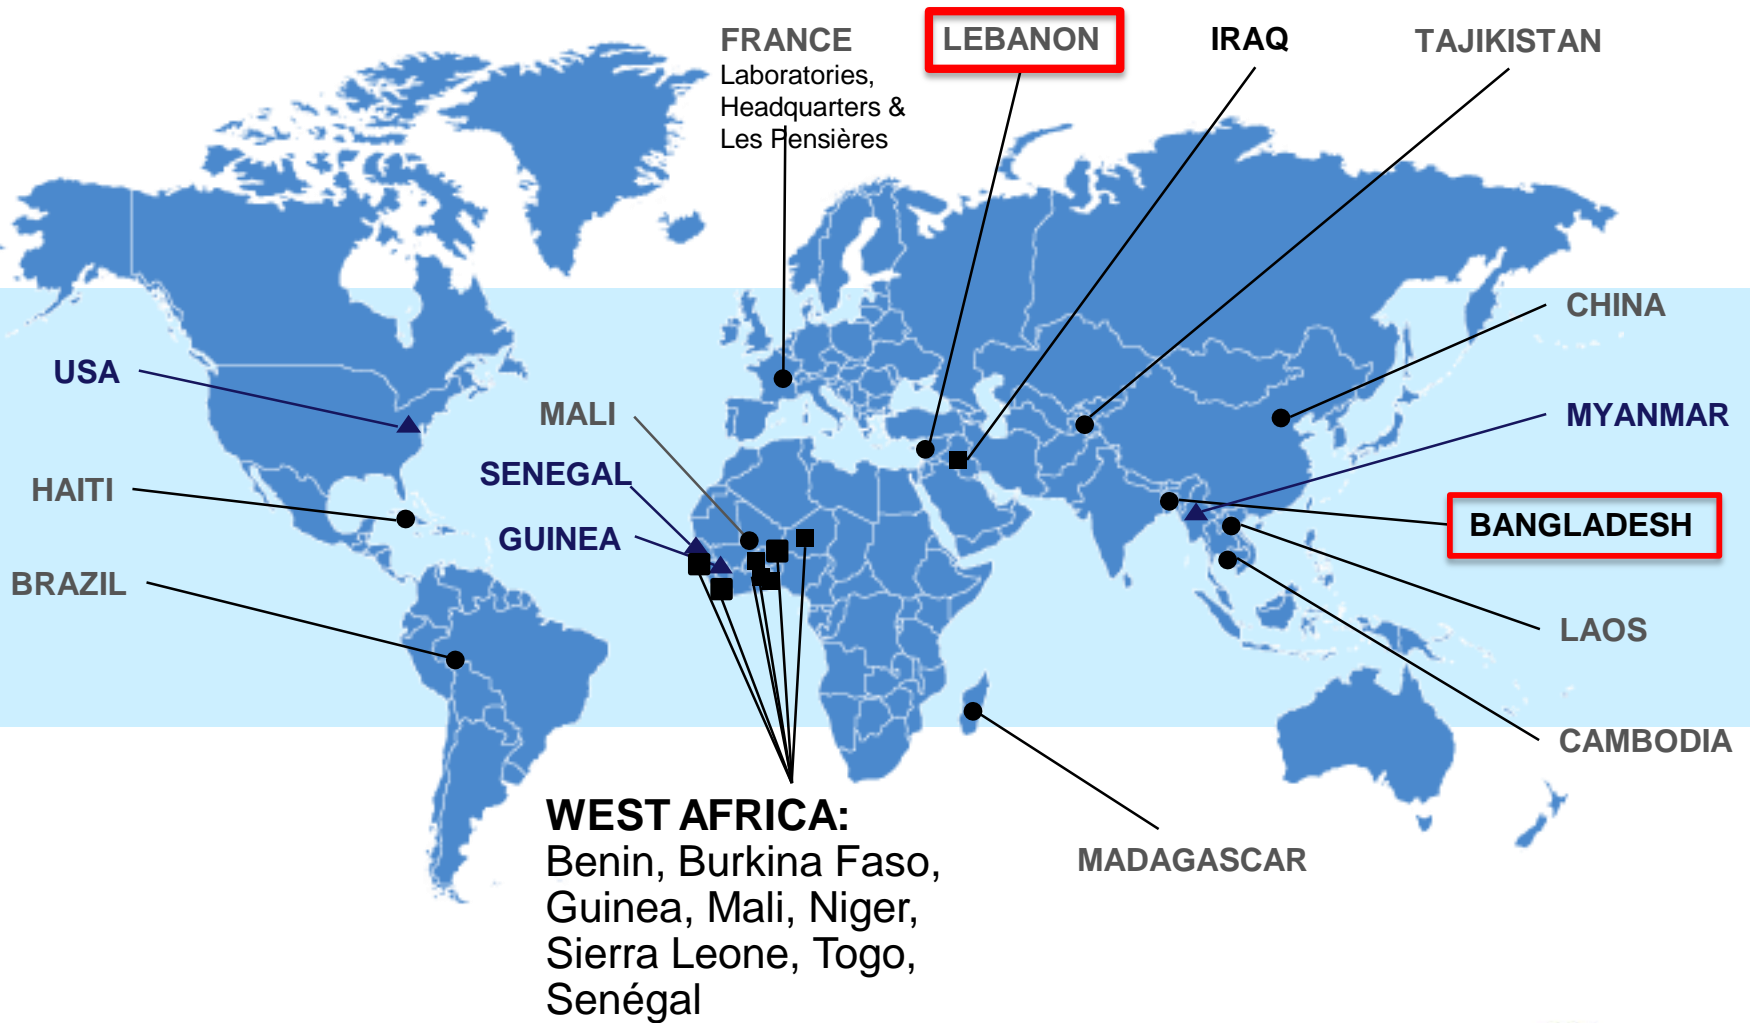 FRANCE
Laboratories,
Headquarters &
Les Pensières
LEBANON
IRAQ
TAJIKISTAN
CHINA
USA
MYANMAR
MALI
SENEGAL
HAITI
BANGLADESH
GUINEA
BRAZIL
LAOS
CAMBODIA
WEST AFRICA:
Benin, Burkina Faso,
Guinea, Mali, Niger,
Sierra Leone, Togo,
Senégal
MADAGASCAR